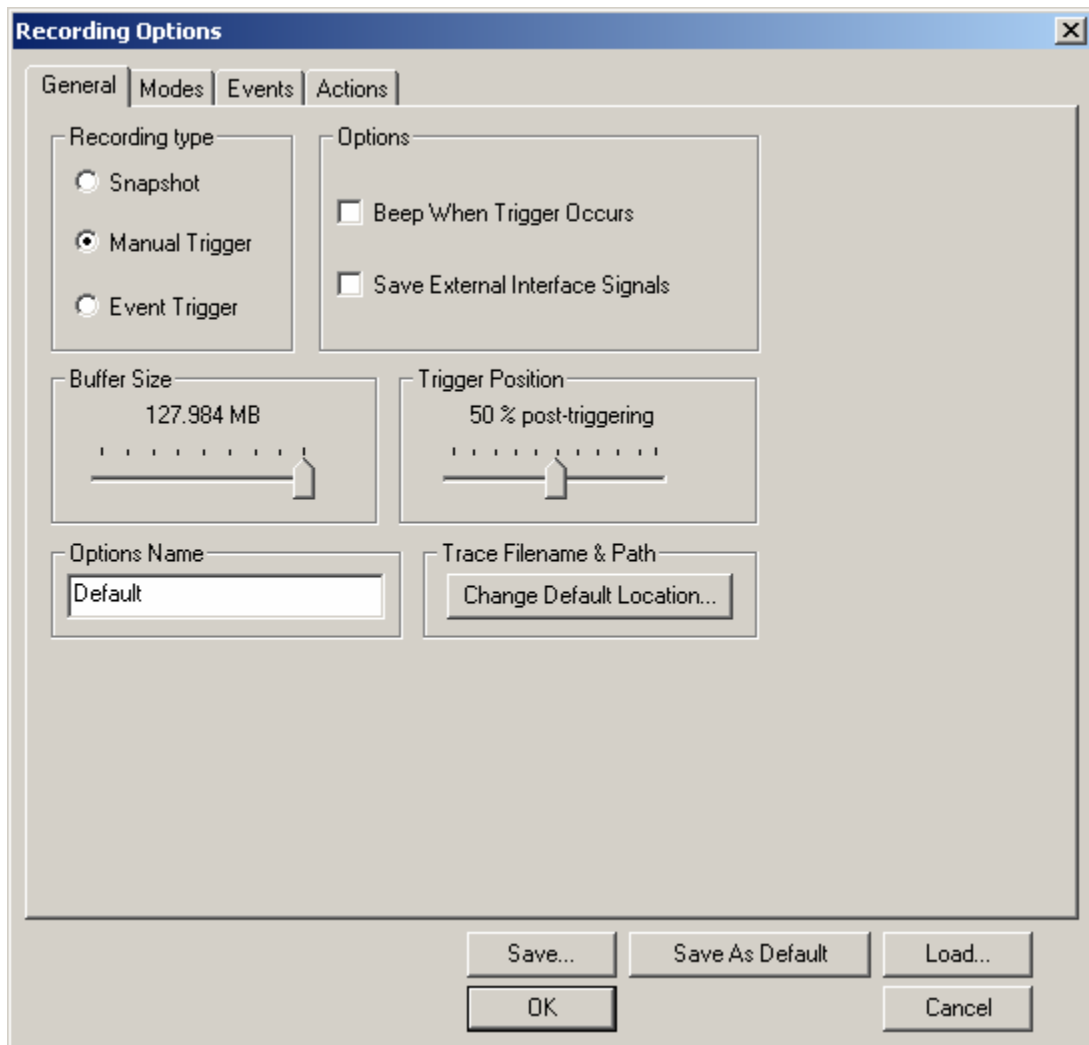 Recording Options
General Modes Events Actions
Recording type
Snapshot
Manual Trigger
Event Trigger
Options
Beep When Trigger Occurs
Save External Interface Signals
Buffer Size
127.984 MB
Trigger Position
50 % post-triggering
Options Name
Default
Trace Filename & Path
Change Default Location...
Save... Save As Default Load...
OK Cancel